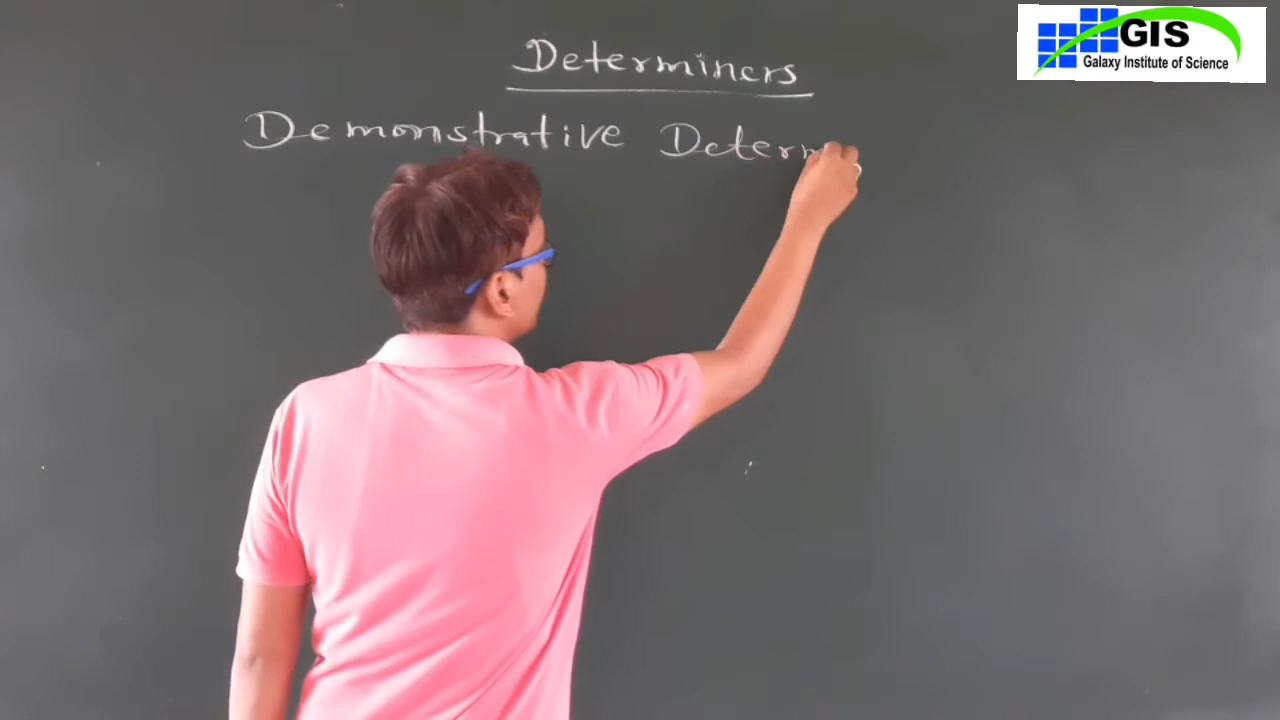 Determiners
Demonstrative Determ
GIS
Galaxy Institute of Science